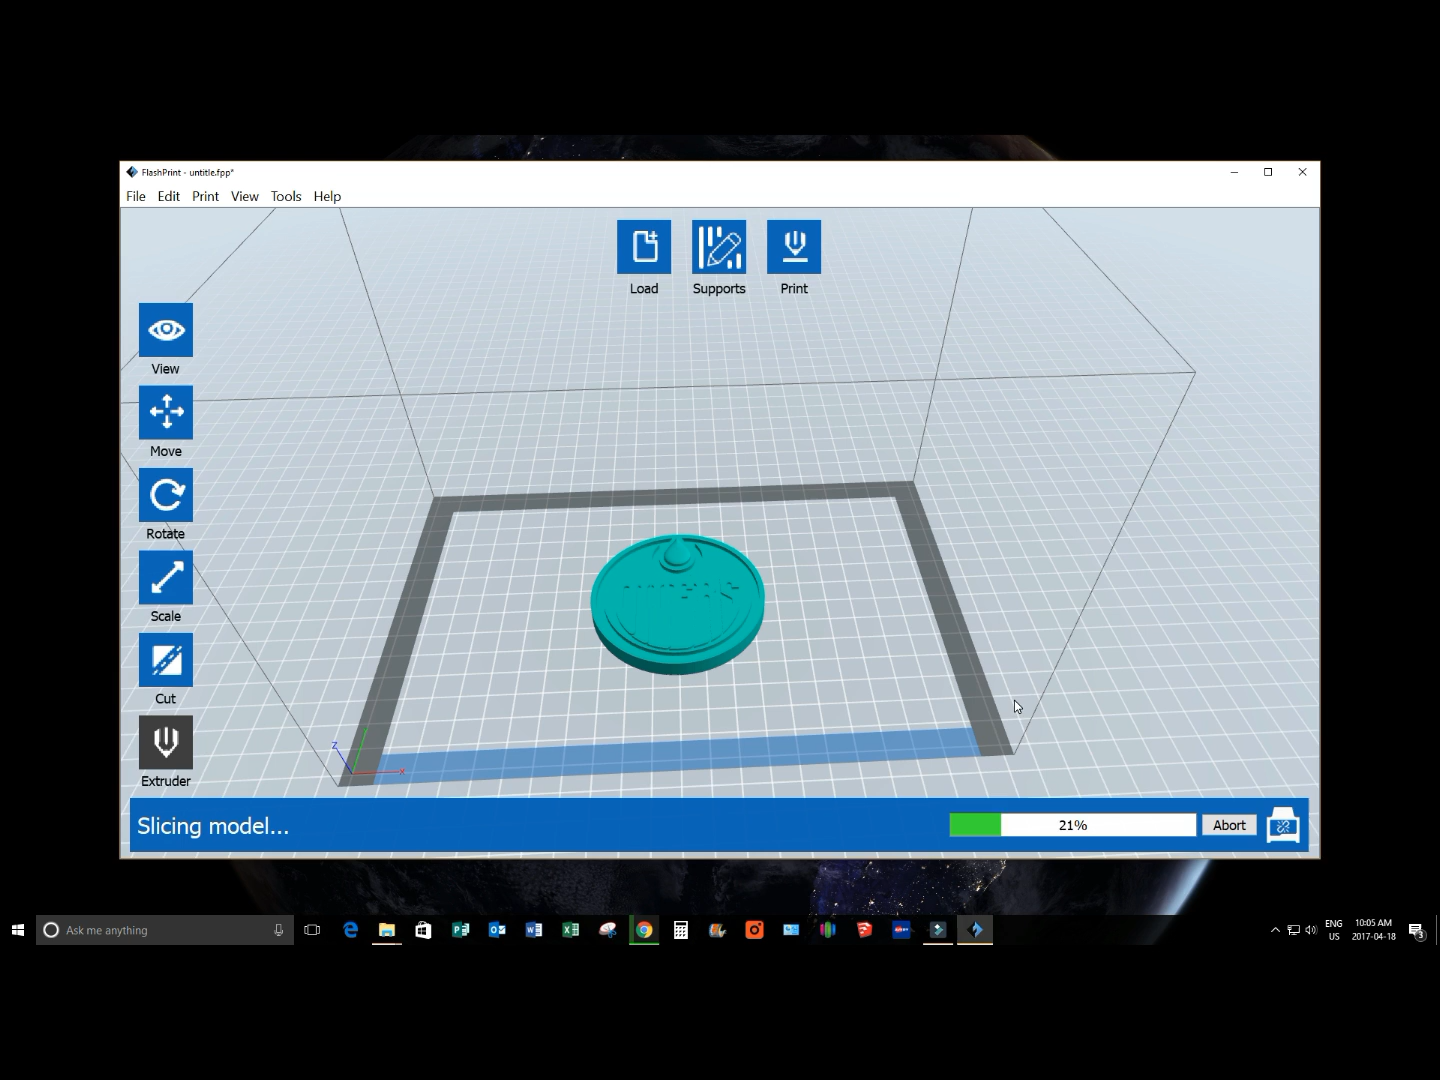 FlashPrint - untitle.fpp*
File Edit Print View Tools Help
Load Supports Print
View
Move
Rotate
Scale
Cut
Extruder
Z
X
Slicing model...
21%
Abort
Ask me anything
ENG
US
10:05 AM
2017-04-18
3